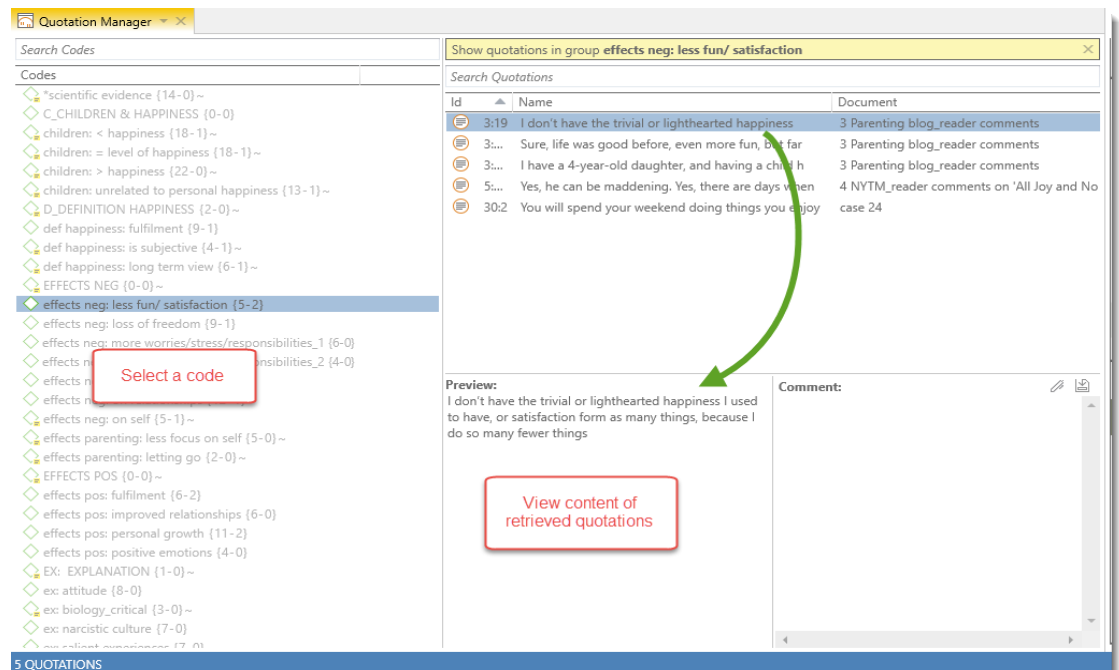 Quotation Manager
Search Codes
Codes
*scientific evidence {14-0}~
C_CHILDREN & HAPPINESS {0-0}
children: < happiness {18-1}~
children: = level of happiness {18-1}~
children: > happiness {22-0}~
children: unrelated to personal happiness {13-1}~
D_DEFINITION HAPPINESS {2-0}~
def happiness: fulfilment {9-1}
def happiness: is subjective {4-1}~
def happiness: long term view {6-1}~
EFFECTS NEG {0-0}~
effects neg: less fun/ satisfaction {5-2}
effects neg: loss of freedom {9-1}
effects neg: more worries/stress/responsibilities_1 {6-0}
effects n
onsibilities_2 {4-0}
effects n
effects
Select a code
effects neg: on self {5-1}~
effects parenting: less focus on self {5-0}~
effects parenting: letting go {2-0}~
EFFECTS POS {0-0}~
effects pos: fulfilment {6-2}
effects pos: improved relationships {6-0}
effects pos: personal growth {11-2}
effects pos: positive emotions {4-0}
EX: EXPLANATION {1-0}~
ex: attitude {8-0}
ex: biology_critical {3-0}~
ex: narcistic culture {7-0}
ex: salient experiences {7-0}
5 QUOTATIONS
Show quotations in group effects neg: less fun/ satisfaction
Search Quotations
Id Name Document
3:19 I don't have the trivial or lighthearted happiness 3 Parenting blog_reader comments
3:... Sure, life was good before, even more fun, but far 3 Parenting blog_reader comments
3:... I have a 4-year-old daughter, and having a child h 3 Parenting blog_reader comments
5:... Yes, he can be maddening. Yes, there are days when 4 NYTM_reader comments on 'All Joy and No
30:2 You will spend your weekend doing things you enjoy case 24
Preview:
I don't have the trivial or lighthearted happiness I used
to have, or satisfaction form as many things, because I
do so many fewer things
View content of
retrieved quotations
Comment: